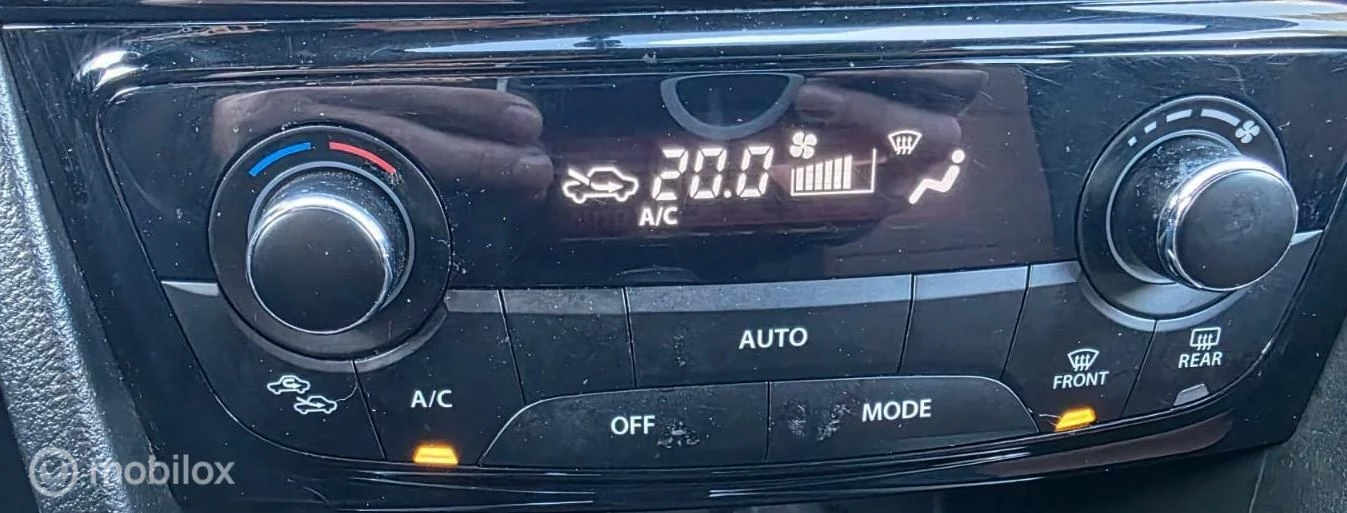 20.0
A/C
AUTO
A/C
OFF
MODE
FRONT
REAR
mobilox